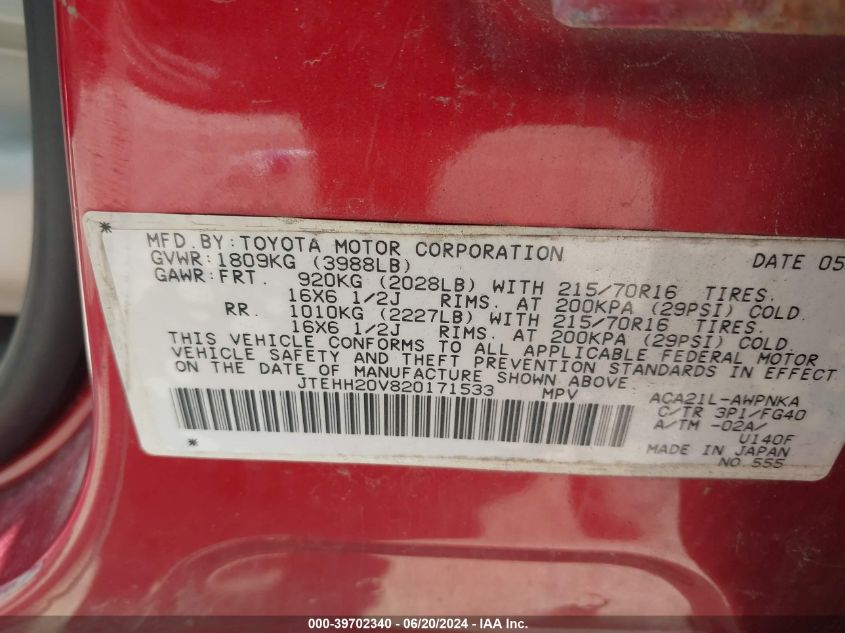 MFD.BY:TOYOTA MOTOR CORPORATION DATE 05
GVWR:1809KG (3988LB)
GAWR:FRT. 920KG (2028LB) WITH 215/70R16 TIRES.
16X6 1/2J RIMS. AT 200KPA (29PSI) COLD.
RR. 1010KG (2227LB) WITH 215/70R16 TIRES.
16X6 1/2J RIMS. AT 200KPA (29PSI) COLD.
THIS VEHICLE CONFORMS TO ALL APPLICABLE FEDERAL MOTOR
VEHICLE SAFETY AND THEFT PREVENTION STANDARDS IN EFFECT
ON THE DATE OF MANUFACTURE SHOWN ABOVE.
*JTEHH20V820171533* MPV ACA21L-AWPNKA
C/TR 3P1/FG40
A/TM -02A/
U140F
MADE IN JAPAN
NO.555
000-39702340 - 06/20/2024 - IAA, Inc.